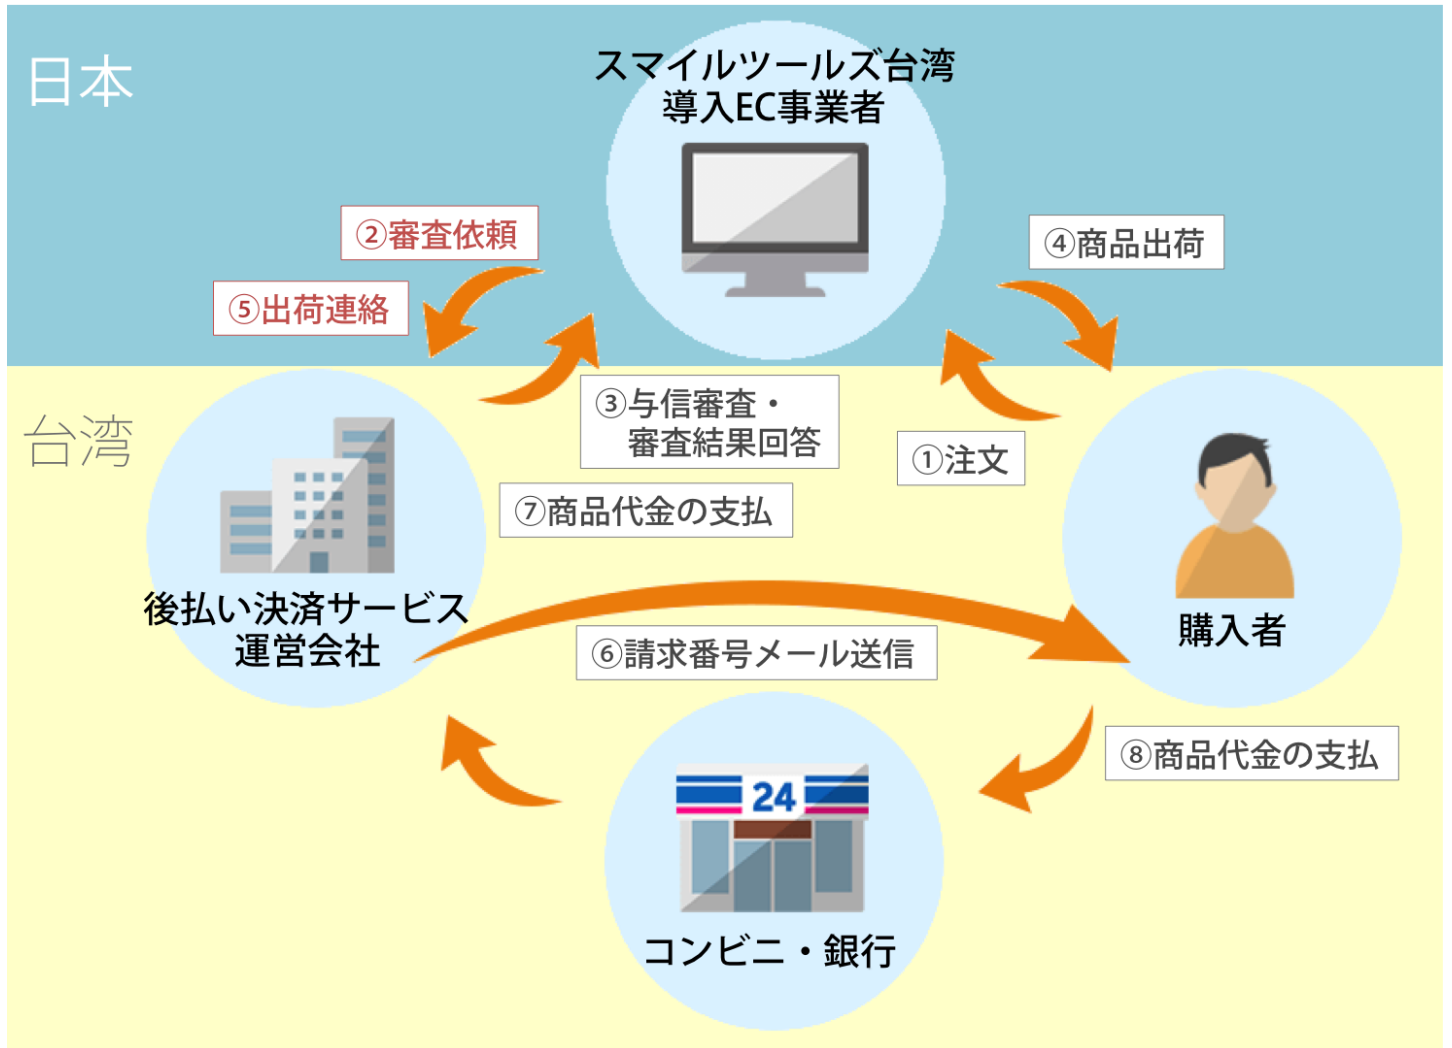 日本
スマイルツールズ台湾
導入EC事業者
②審査依頼
④商品出荷
⑤出荷連絡
③与信審査・
審査結果回答
台湾
①注文
⑦商品代金の支払
後払い決済サービス
運営会社
購入者
⑥請求番号メール送信
⑧商品代金の支払
24
コンビニ・銀行